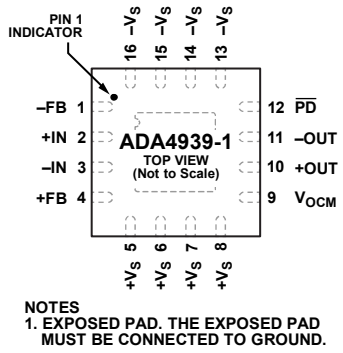 PIN 1
INDICATOR
16 –VS
15 –VS
14 –VS
13 –VS
–FB 1
+IN 2
–IN 3
+FB 4
ADA4939-1
TOP VIEW
(Not to Scale)
12 PD
11 –OUT
10 +OUT
9 VOCM
+VS 5
+VS 6
+VS 7
+VS 8
NOTES
1. EXPOSED PAD. THE EXPOSED PAD
MUST BE CONNECTED TO GROUND.